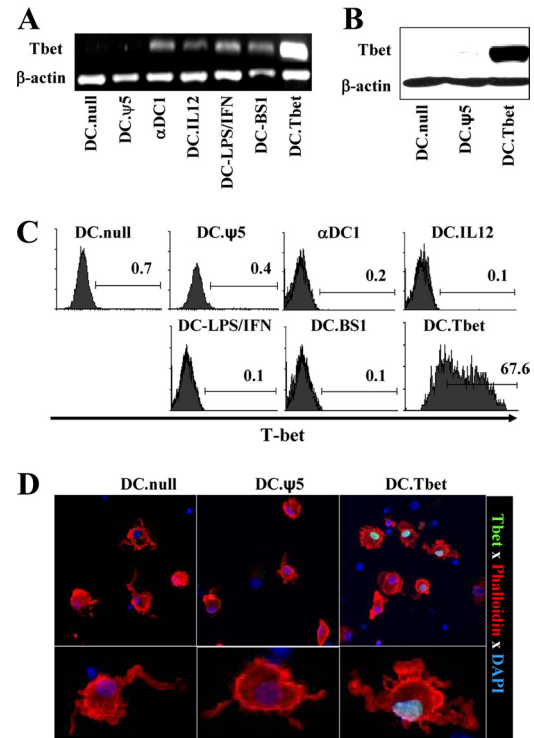 A
Tbet
β-actin
DC.null
DC.ψ5
αDC1
DC.IL12
DC-LPS/IFN
DC-BS1
DC.Tbet
B
Tbet
β-actin
DC.null
DC.ψ5
DC.Tbet
C
DC.null
DC.ψ5
αDC1
DC.IL12
0.7
0.4
0.2
0.1
DC-LPS/IFN
DC.BS1
DC.Tbet
0.1
0.1
67.6
T-bet
D
DC.null
DC.ψ5
DC.Tbet
Tbet x Phalloidin x DAPI